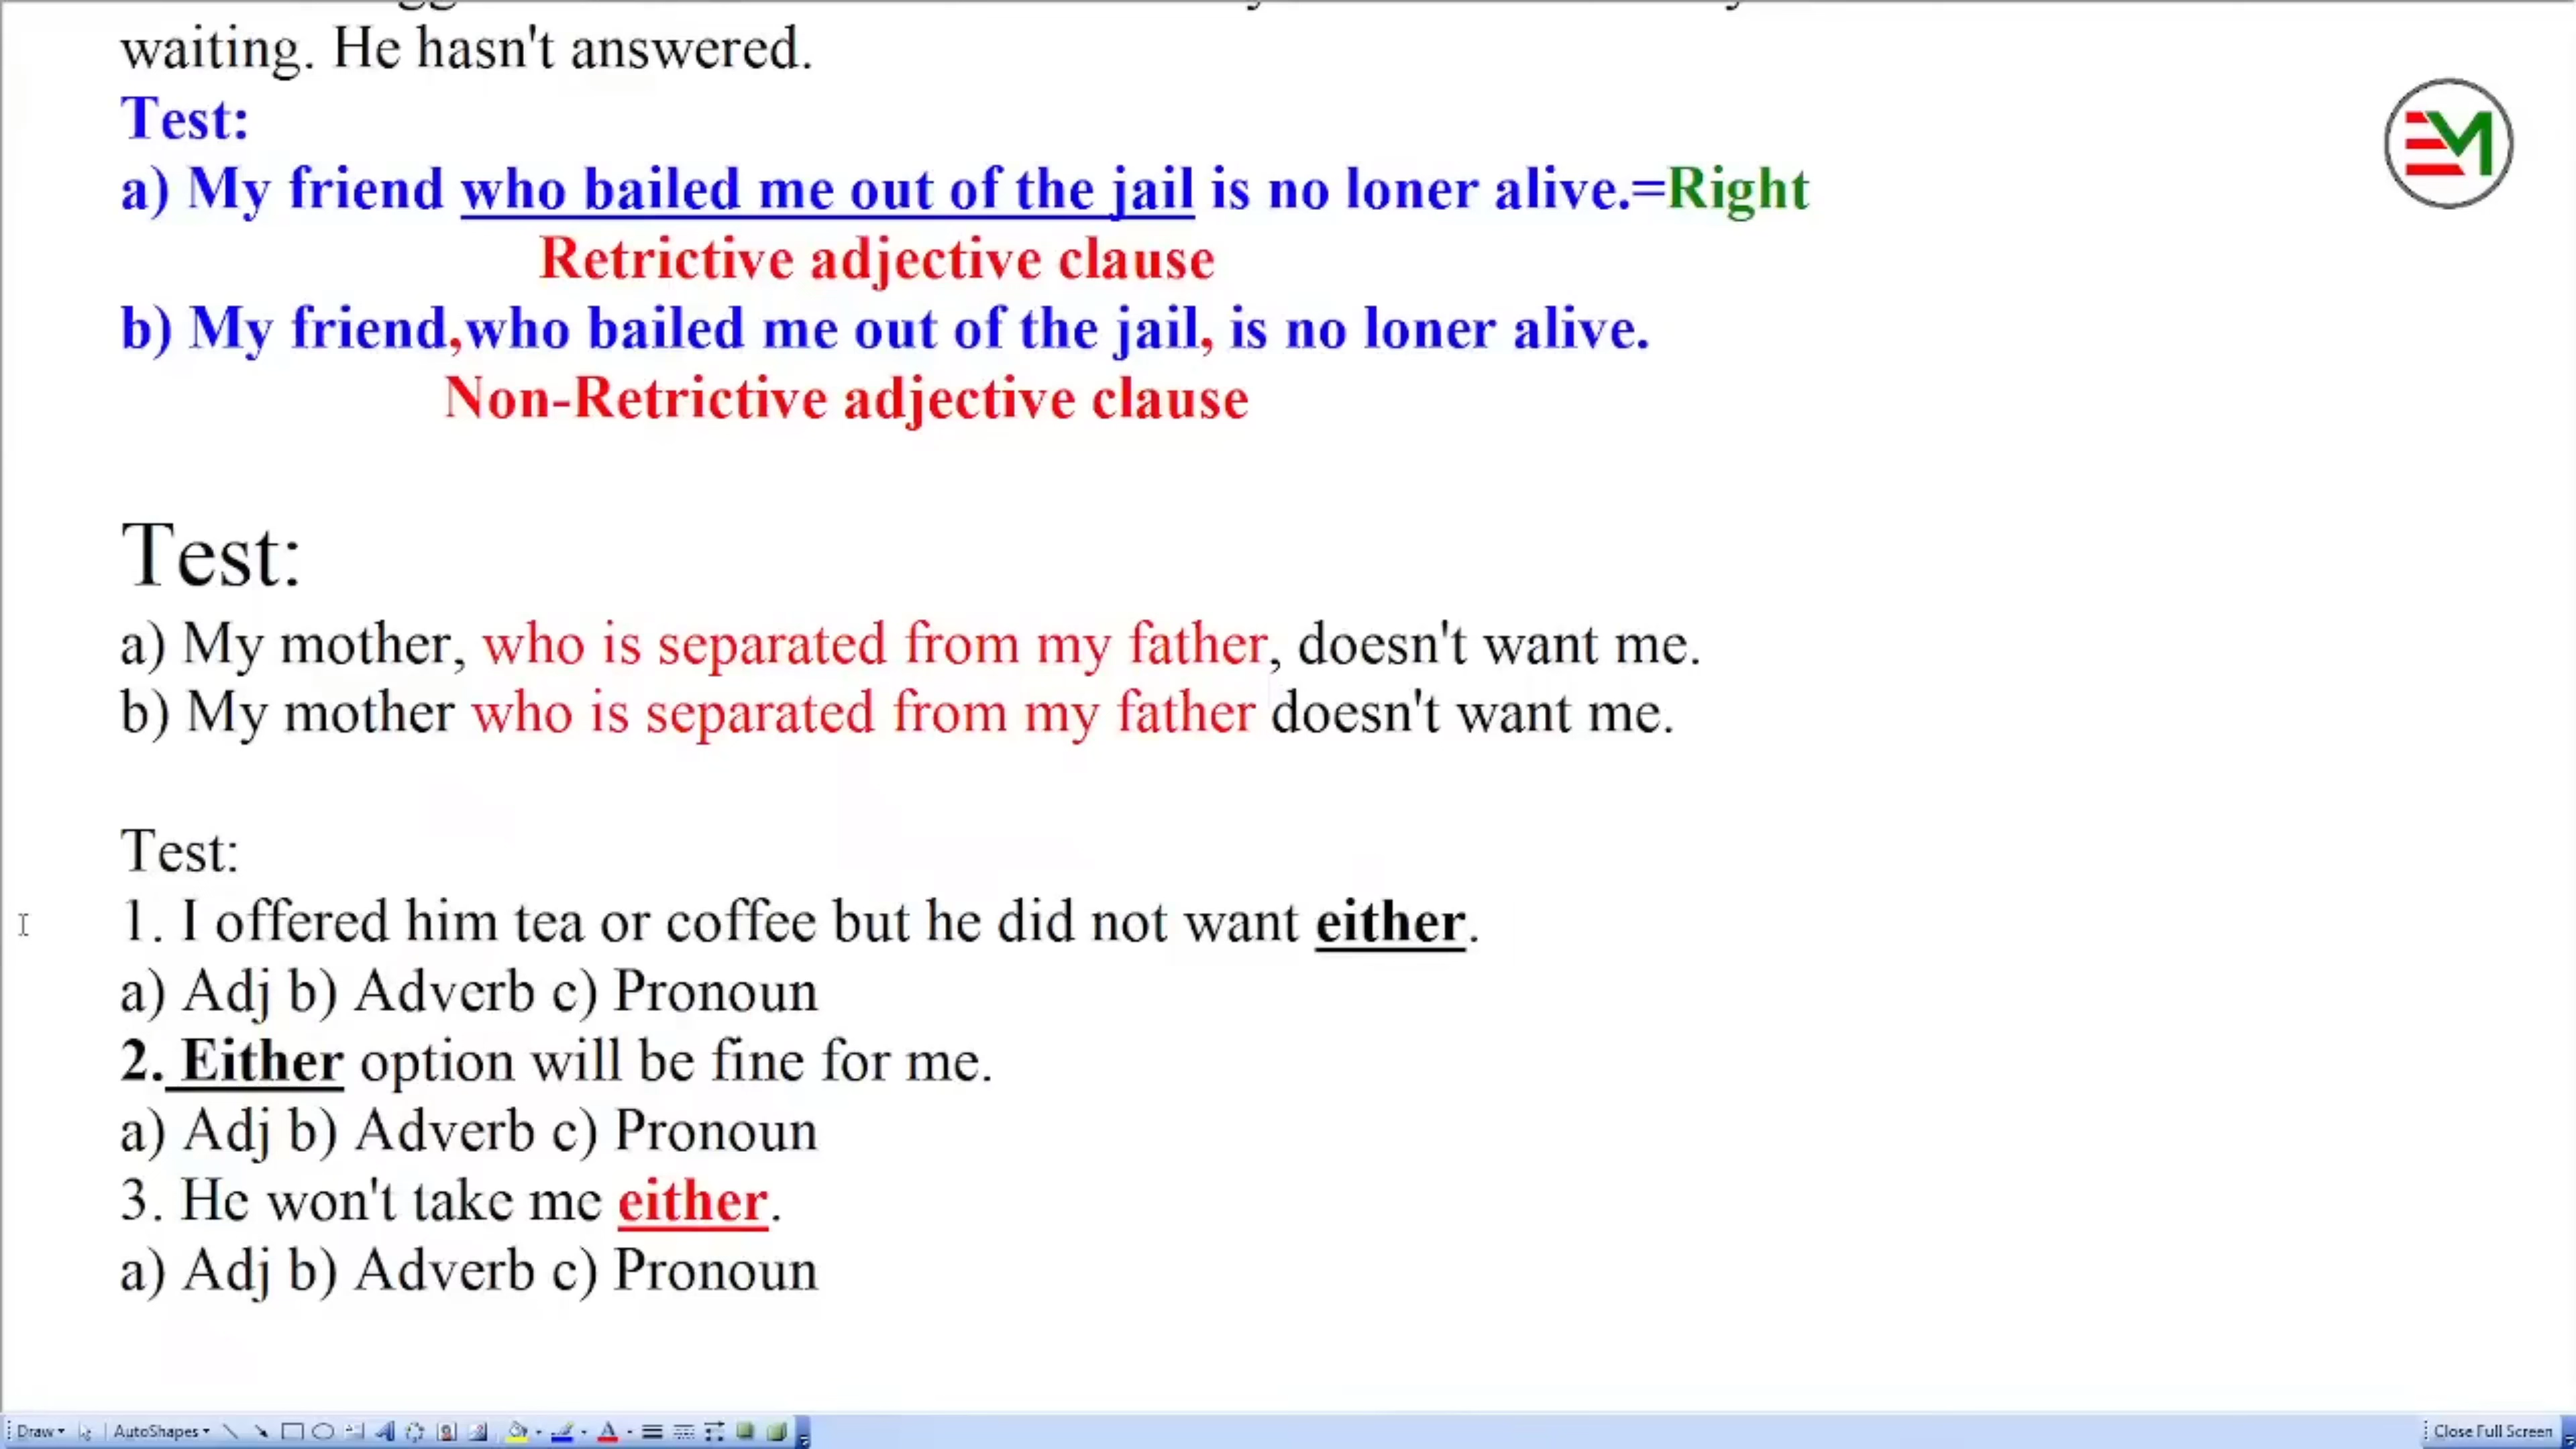 waiting. He hasn't answered.
Test:
a) My friend who bailed me out of the jail is no loner alive.=Right
Retrictive adjective clause
b) My friend,who bailed me out of the jail, is no loner alive.
Non-Retrictive adjective clause
Test:
a) My mother, who is separated from my father, doesn't want me.
b) My mother who is separated from my father doesn't want me.
Test:
1. I offered him tea or coffee but he did not want either.
a) Adj b) Adverb c) Pronoun
2. Either option will be fine for me.
a) Adj b) Adverb c) Pronoun
3. He won't take me either.
a) Adj b) Adverb c) Pronoun
EM
Draw AutoShapes Close Full Screen